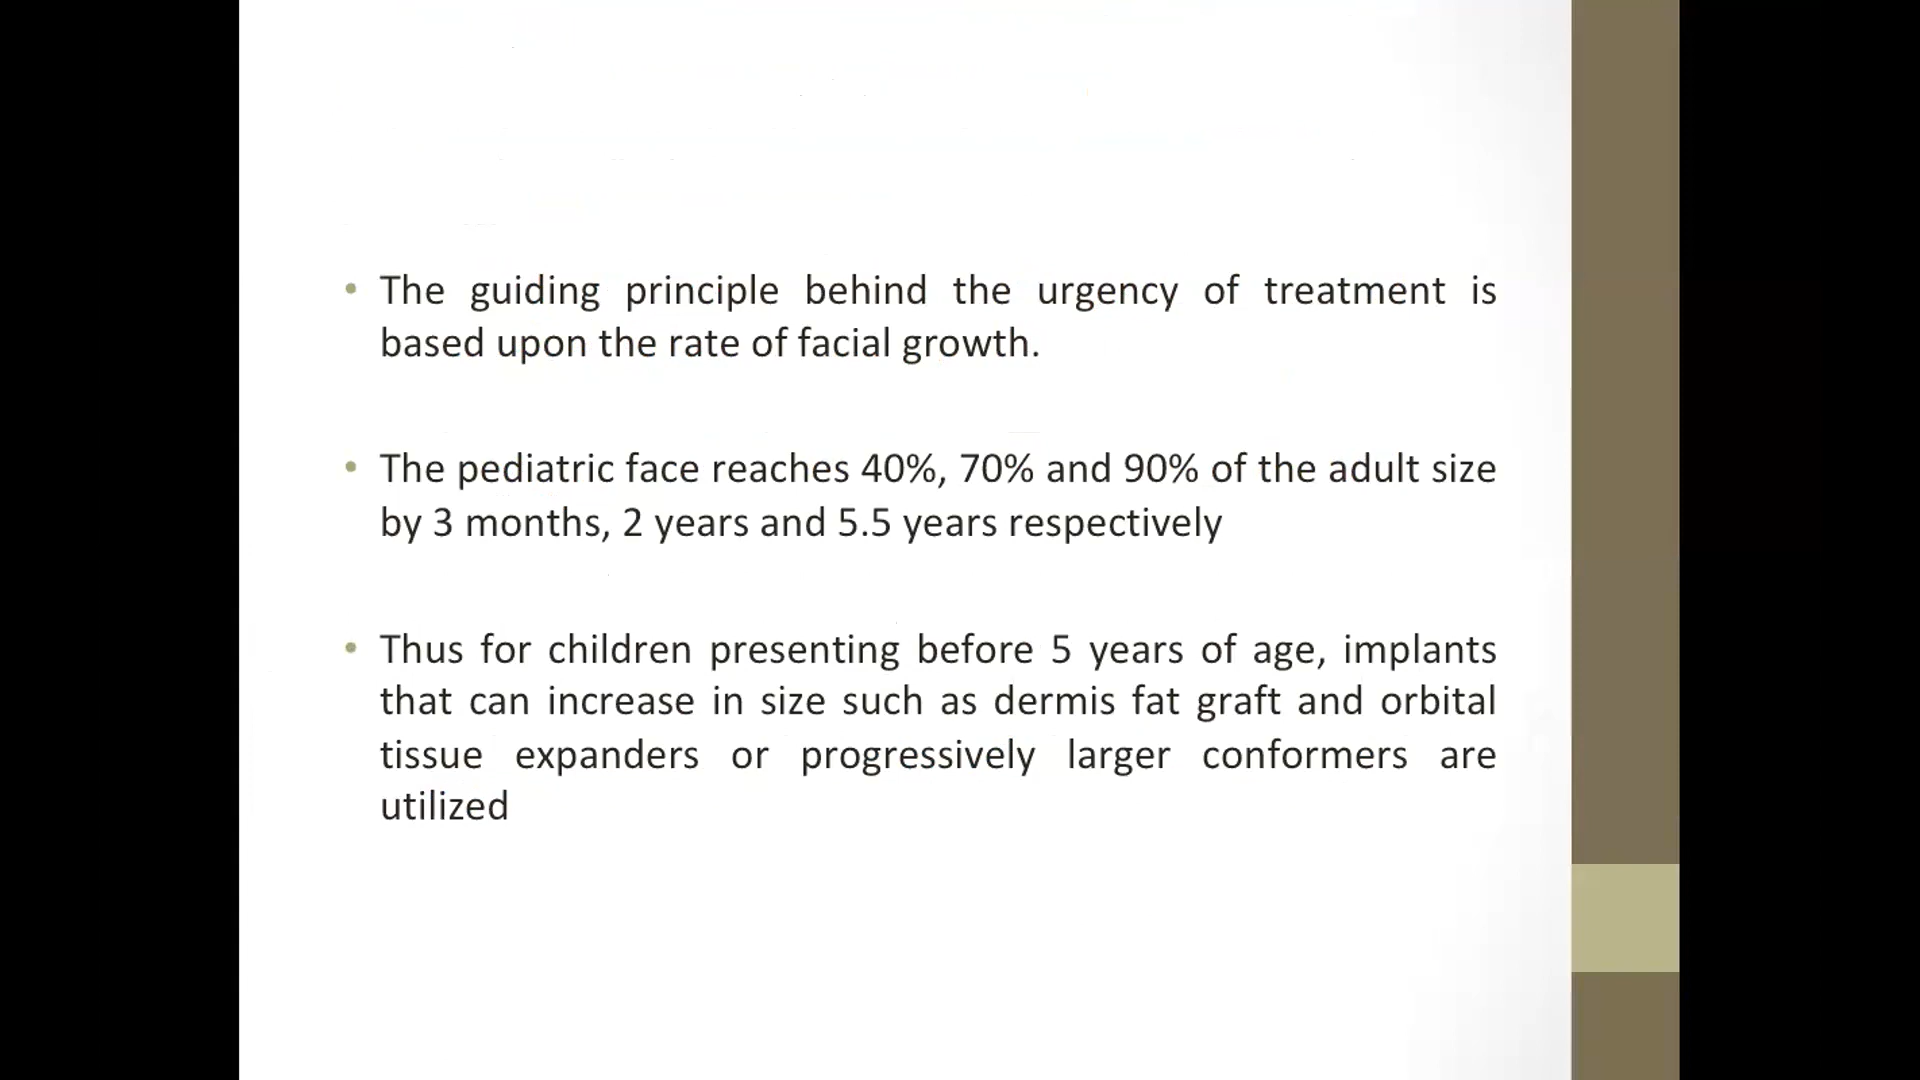 • The guiding principle behind the urgency of treatment is
based upon the rate of facial growth.
• The pediatric face reaches 40%, 70% and 90% of the adult size
by 3 months, 2 years and 5.5 years respectively
• Thus for children presenting before 5 years of age, implants
that can increase in size such as dermis fat graft and orbital
tissue expanders or progressively larger conformers are
utilized